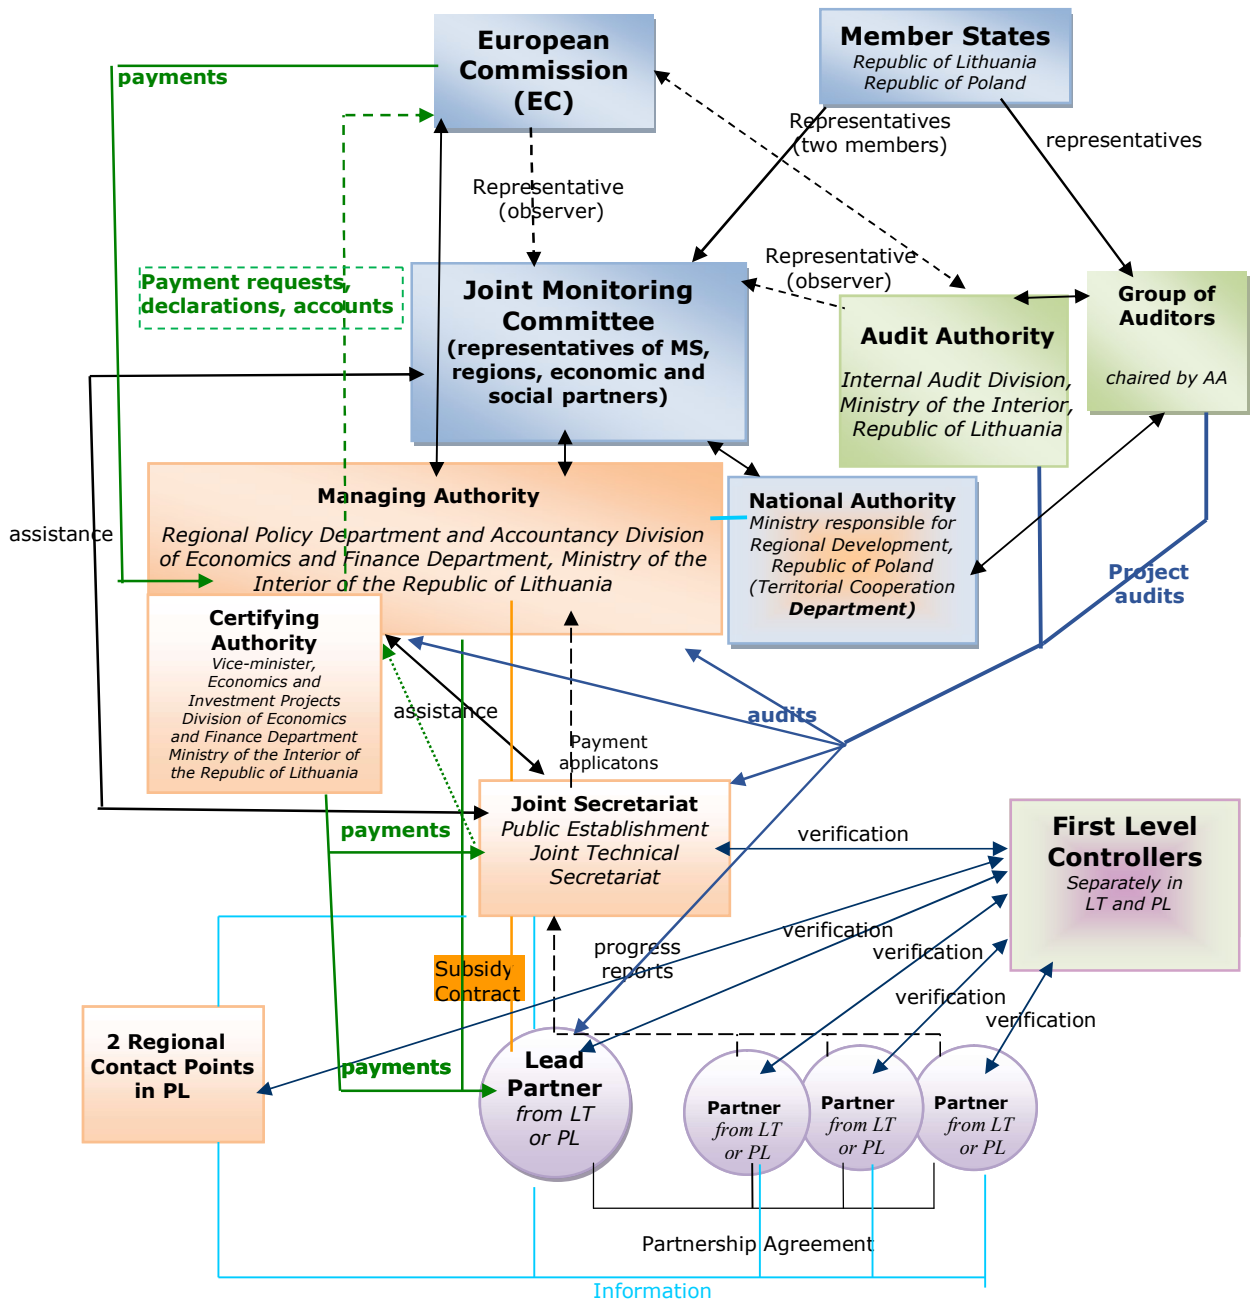 European
Commission
(EC)
Member States
Republic of Lithuania
Republic of Poland
payments
Representatives
(two members)
representatives
Representative
(observer)
Representative
(observer)
Payment requests,
declarations, accounts
Joint Monitoring
Committee
(representatives of MS,
regions, economic and
social partners)
Audit Authority
Internal Audit Division,
Ministry of the Interior,
Republic of Lithuania
Group of
Auditors
chaired by AA
Managing Authority
Regional Policy Department and Accountancy Division
of Economics and Finance Department, Ministry of the
Interior of the Republic of Lithuania
National Authority
Ministry responsible for
Regional Development,
Republic of Poland
(Territorial Cooperation
Department)
assistance
Project
audits
Certifying
Authority
Vice-minister,
Economics and
Investment Projects
Division of Economics
and Finance Department
Ministry of the Interior of
the Republic of Lithuania
assistance
audits
Payment
applicatons
Joint Secretariat
Public Establishment
Joint Technical
Secretariat
payments
verification
First Level
Controllers
Separately in
LT and PL
verification
verification
verification
verification
progress
reports
Subsidy
Contract
2 Regional
Contact Points
in PL
payments
Lead
Partner
from LT
or PL
Partner
from LT
or PL
Partner
from LT
or PL
Partner
from LT
or PL
Partnership Agreement
Information